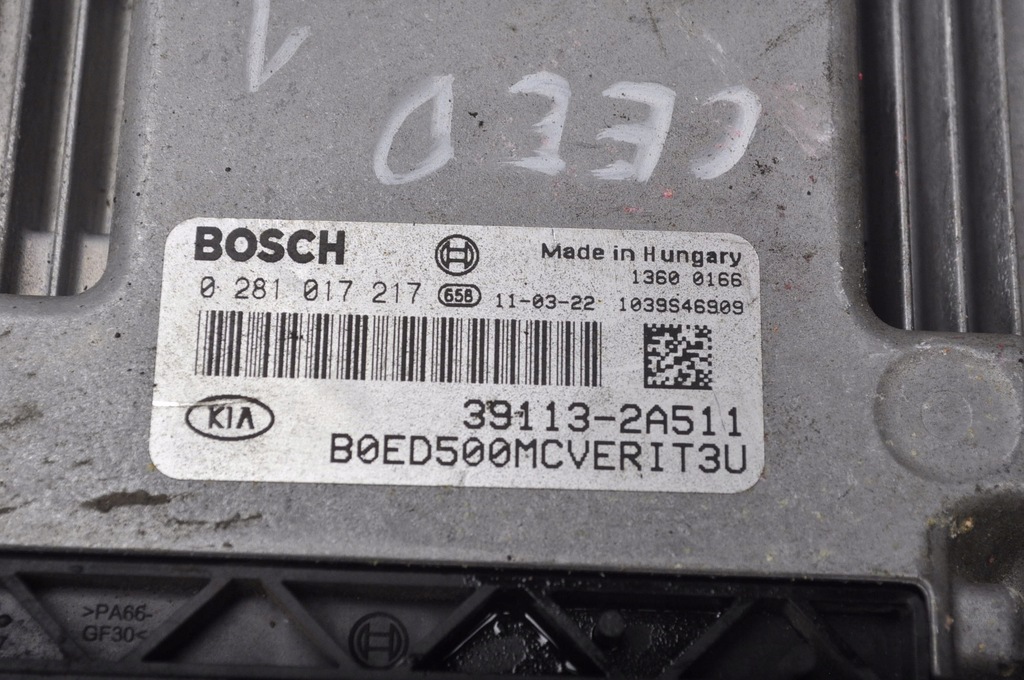 1
CEED
BOSCH
Made in Hungary
1360 0166
0 281 017 217 658 11-03-22 1039S46909
KIA
39113-2A511
B0ED500MCVERIT3U
>PA66-
GF30<